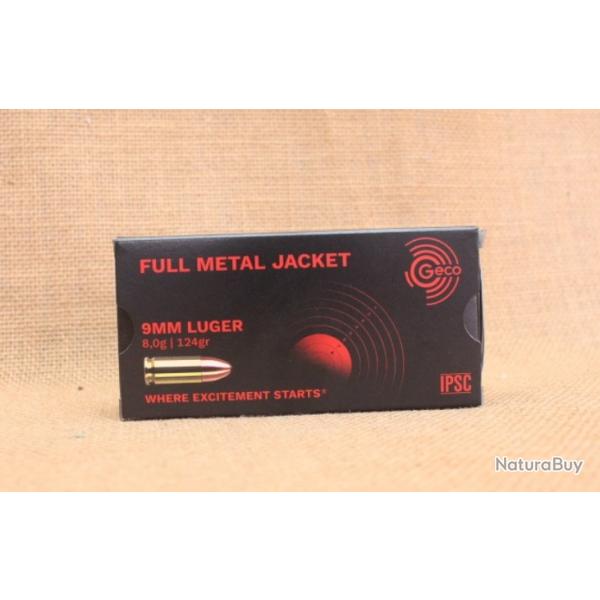 FULL METAL JACKET
Geco
9MM LUGER
8,0g | 124gr
WHERE EXCITEMENT STARTS®
IPSC
NaturaBuy